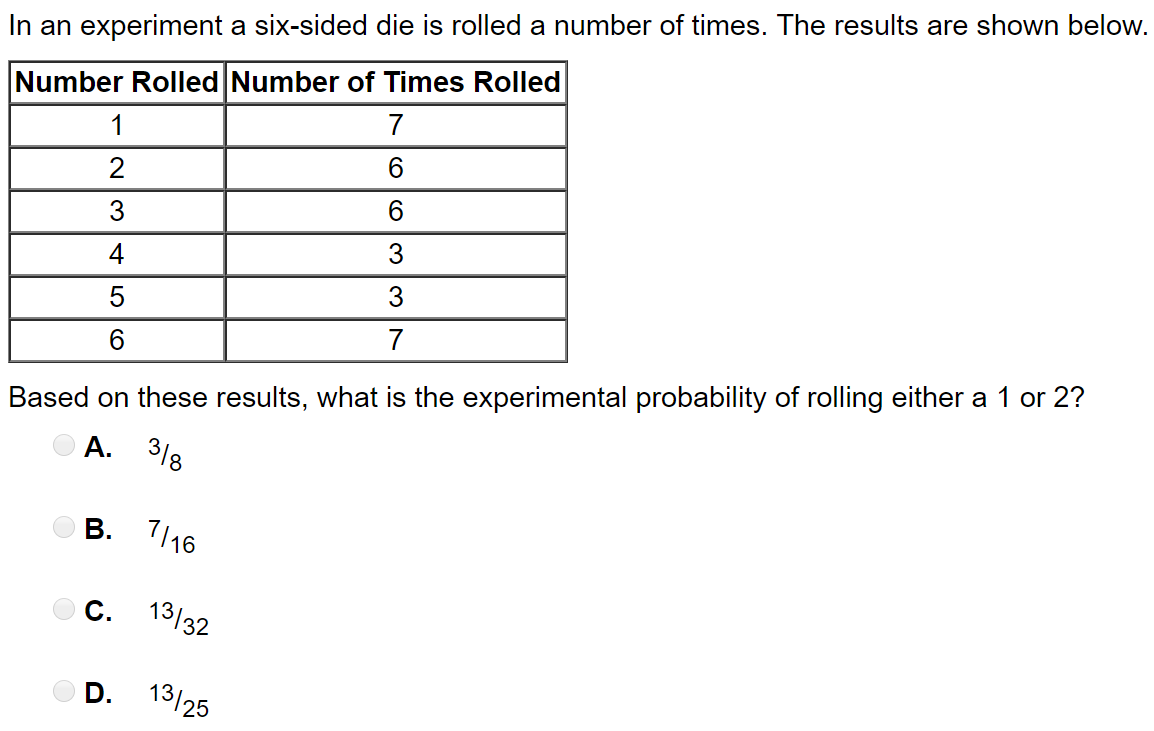 In an experiment a six-sided die is rolled a number of times. The results are shown below.
Number Rolled Number of Times Rolled
1 7
2 6
3 6
4 3
5 3
6 7
Based on these results, what is the experimental probability of rolling either a 1 or 2?
A. 3/8
B. 7/16
C. 13/32
D. 13/25